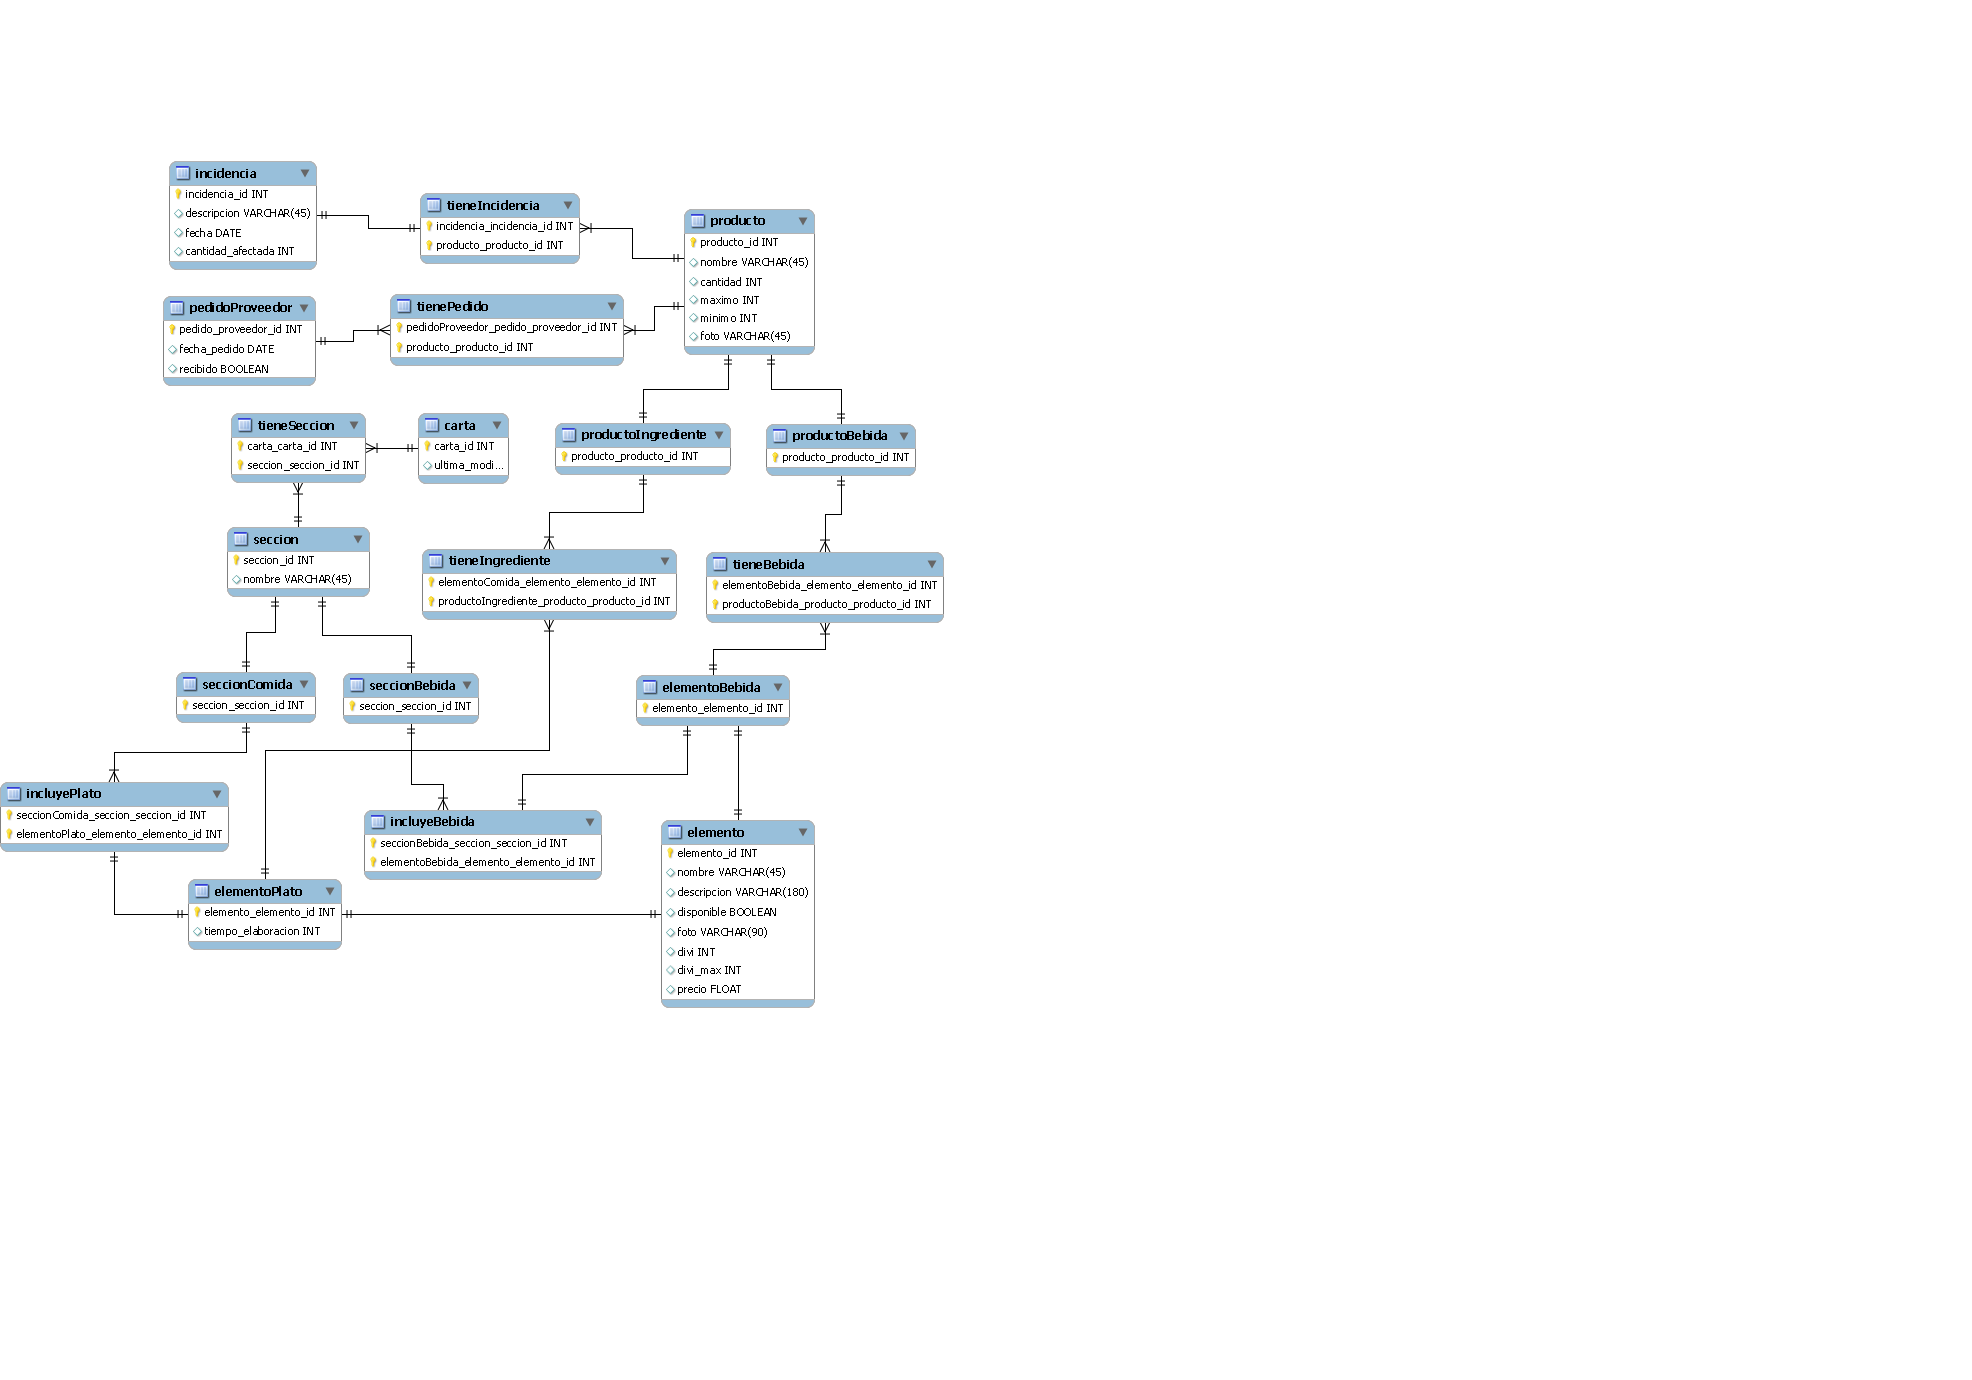 incidencia
incidencia_id INT
descripcion VARCHAR(45)
fecha DATE
cantidad_afectada INT
tieneIncidencia
incidencia_incidencia_id INT
producto_producto_id INT
producto
producto_id INT
nombre VARCHAR(45)
cantidad INT
maximo INT
minimo INT
foto VARCHAR(45)
pedidoProveedor
pedido_proveedor_id INT
fecha_pedido DATE
recibido BOOLEAN
tienePedido
pedidoProveedor_pedido_proveedor_id INT
producto_producto_id INT
tieneSeccion
carta_carta_id INT
seccion_seccion_id INT
carta
carta_id INT
ultima_modi...
productoIngrediente
producto_producto_id INT
productoBebida
producto_producto_id INT
seccion
seccion_id INT
nombre VARCHAR(45)
tieneIngrediente
elementoComida_elemento_elemento_id INT
productoIngrediente_producto_producto_id INT
tieneBebida
elementoBebida_elemento_elemento_id INT
productoBebida_producto_producto_id INT
seccionComida
seccion_seccion_id INT
seccionBebida
seccion_seccion_id INT
elementoBebida
elemento_elemento_id INT
incluyePlato
seccionComida_seccion_seccion_id INT
elementoPlato_elemento_elemento_id INT
incluyeBebida
seccionBebida_seccion_seccion_id INT
elementoBebida_elemento_elemento_id INT
elemento
elemento_id INT
nombre VARCHAR(45)
descripcion VARCHAR(180)
disponible BOOLEAN
foto VARCHAR(90)
divi INT
divi_max INT
precio FLOAT
elementoPlato
elemento_elemento_id INT
tiempo_elaboracion INT